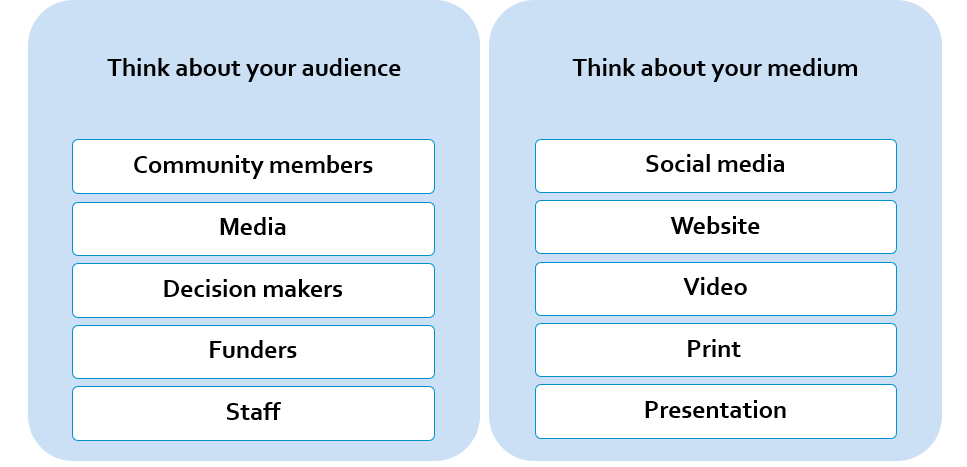 Think about your audience
Community members
Media
Decision makers
Funders
Staff
Think about your medium
Social media
Website
Video
Print
Presentation